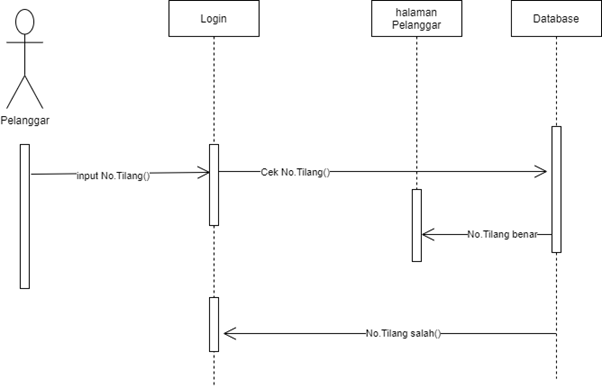 Login
halaman
Pelanggar
Database
Pelanggar
input No.Tilang()
Cek No.Tilang()
No.Tilang benar
No.Tilang salah()